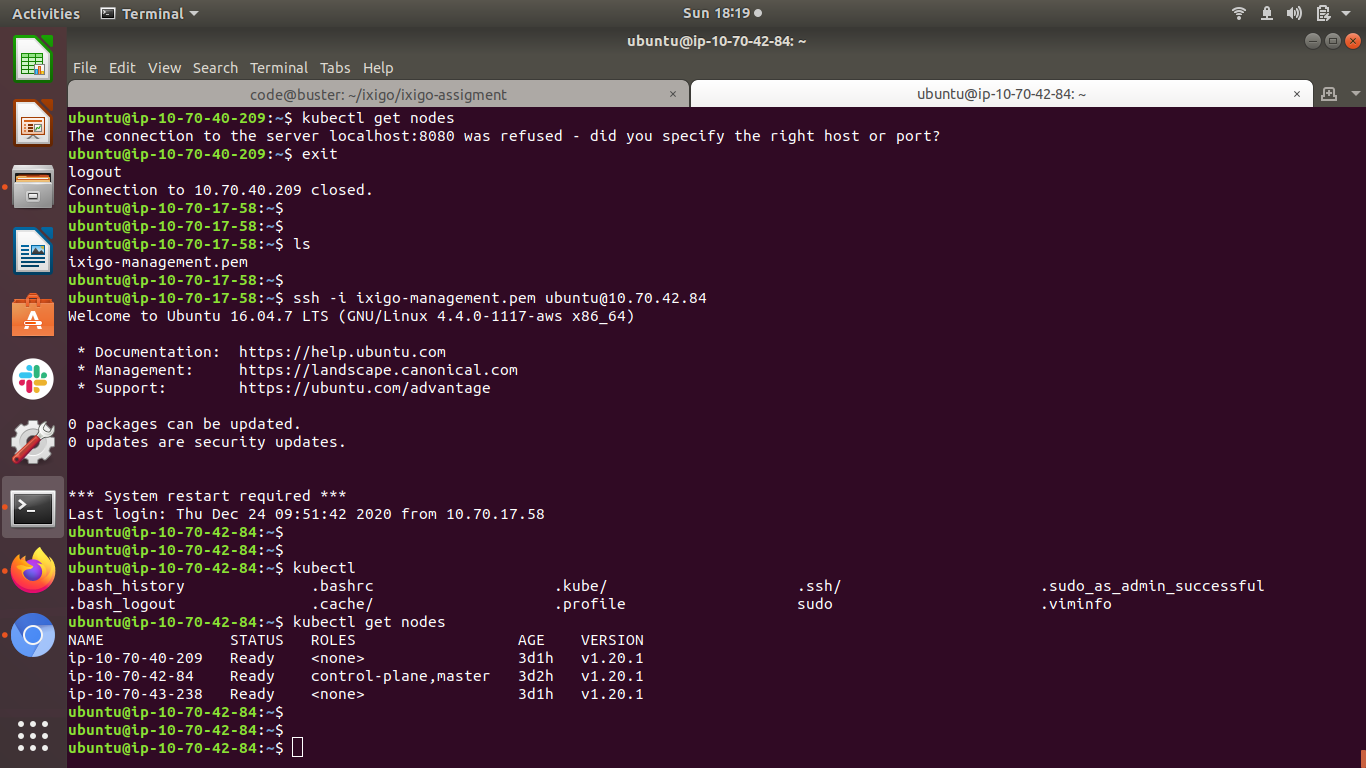 Activities Terminal Sun 18:19
ubuntu@ip-10-70-42-84: ~
File Edit View Search Terminal Tabs Help
code@buster: ~/ixigo/ixigo-assigment × ubuntu@ip-10-70-42-84: ~ ×
ubuntu@ip-10-70-40-209:~$ kubectl get nodes
The connection to the server localhost:8080 was refused - did you specify the right host or port?
ubuntu@ip-10-70-40-209:~$ exit
logout
Connection to 10.70.40.209 closed.
ubuntu@ip-10-70-17-58:~$
ubuntu@ip-10-70-17-58:~$
ubuntu@ip-10-70-17-58:~$ ls
ixigo-management.pem
ubuntu@ip-10-70-17-58:~$
ubuntu@ip-10-70-17-58:~$ ssh -i ixigo-management.pem ubuntu@10.70.42.84
Welcome to Ubuntu 16.04.7 LTS (GNU/Linux 4.4.0-1117-aws x86_64)
* Documentation: https://help.ubuntu.com
* Management: https://landscape.canonical.com
* Support: https://ubuntu.com/advantage
0 packages can be updated.
0 updates are security updates.
*** System restart required ***
Last login: Thu Dec 24 09:51:42 2020 from 10.70.17.58
ubuntu@ip-10-70-42-84:~$
ubuntu@ip-10-70-42-84:~$
ubuntu@ip-10-70-42-84:~$ kubectl
.bash_history .bashrc .kube/ .ssh/ .sudo_as_admin_successful
.bash_logout .cache/ .profile sudo .viminfo
ubuntu@ip-10-70-42-84:~$ kubectl get nodes
NAME STATUS ROLES AGE VERSION
ip-10-70-40-209 Ready <none> 3d1h v1.20.1
ip-10-70-42-84 Ready control-plane,master 3d2h v1.20.1
ip-10-70-43-238 Ready <none> 3d1h v1.20.1
ubuntu@ip-10-70-42-84:~$
ubuntu@ip-10-70-42-84:~$
ubuntu@ip-10-70-42-84:~$